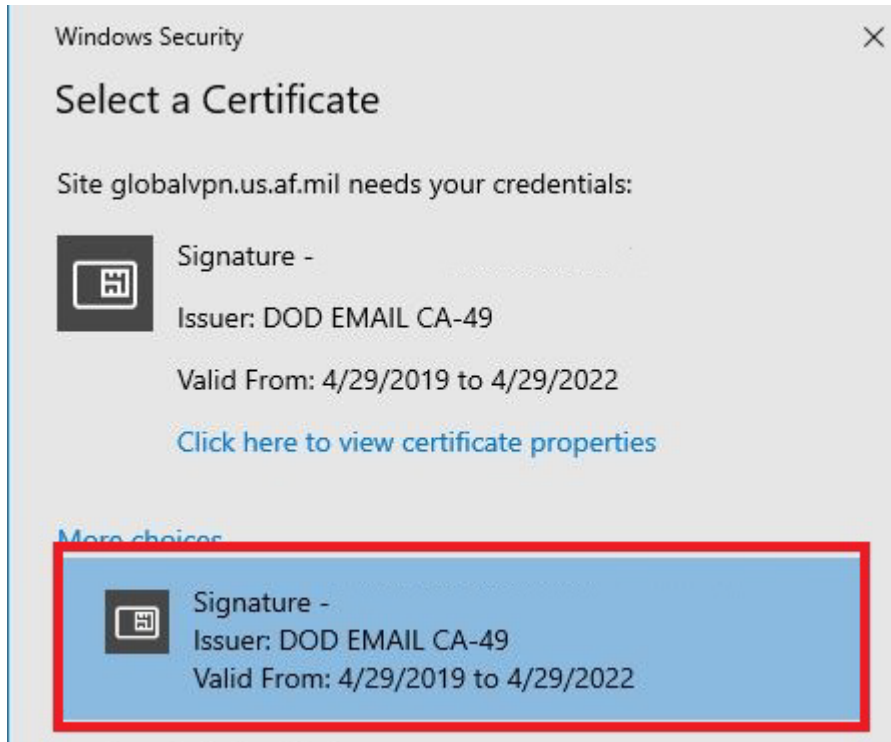 Windows Security
Select a Certificate
Site globalvpn.us.af.mil needs your credentials:
Signature -
Issuer: DOD EMAIL CA-49
Valid From: 4/29/2019 to 4/29/2022
Click here to view certificate properties
More choices
Signature -
Issuer: DOD EMAIL CA-49
Valid From: 4/29/2019 to 4/29/2022